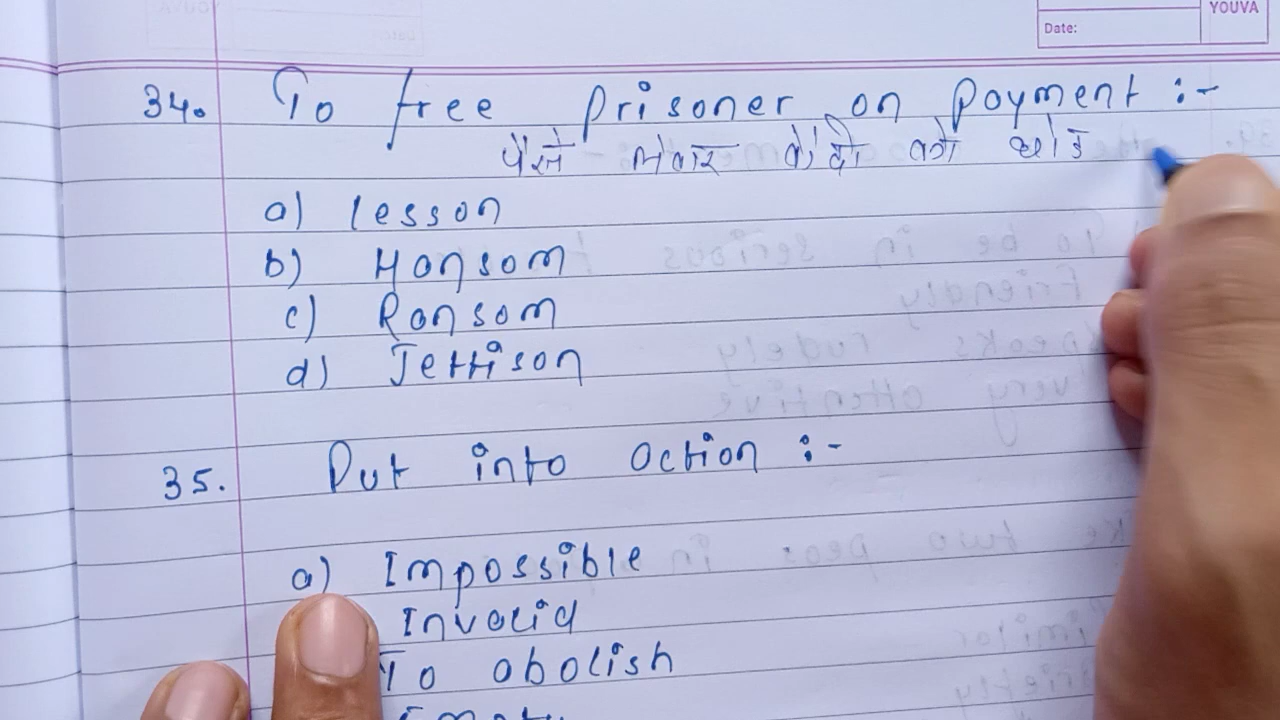 YOUVA
Date:
34. To free prisoner on payment :-
पैसे लेकर कैदी को छोड़
a) lesson
b) Hansom
c) Ransom
d) Jettison
35. Put into action :-
a) Impossible
Invalid
To abolish